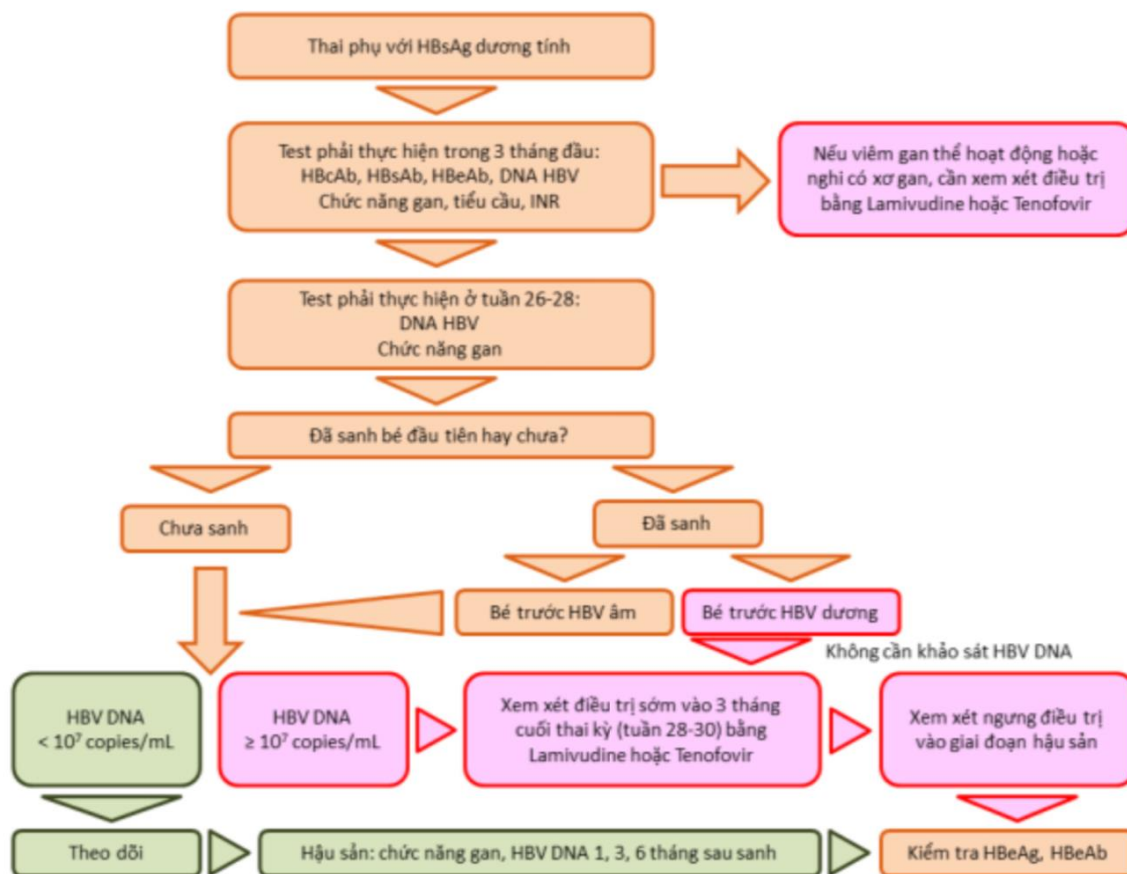 Thai phụ với HBsAg dương tính
Test phải thực hiện trong 3 tháng đầu:
HBcAb, HBsAb, HBeAb, DNA HBV
Chức năng gan, tiểu cầu, INR
Nếu viêm gan thể hoạt động hoặc
nghi có xơ gan, cần xem xét điều trị
bằng Lamivudine hoặc Tenofovir
Test phải thực hiện ở tuần 26-28:
DNA HBV
Chức năng gan
Đã sanh bé đầu tiên hay chưa?
Chưa sanh
Đã sanh
Bé trước HBV âm
Bé trước HBV dương
Không cần khảo sát HBV DNA
HBV DNA
< 10⁷ copies/mL
HBV DNA
≥ 10⁷ copies/mL
Xem xét điều trị sớm vào 3 tháng
cuối thai kỳ (tuần 28-30) bằng
Lamivudine hoặc Tenofovir
Xem xét ngưng điều trị
vào giai đoạn hậu sản
Theo dõi
Hậu sản: chức năng gan, HBV DNA 1, 3, 6 tháng sau sanh
Kiểm tra HBeAg, HBeAb